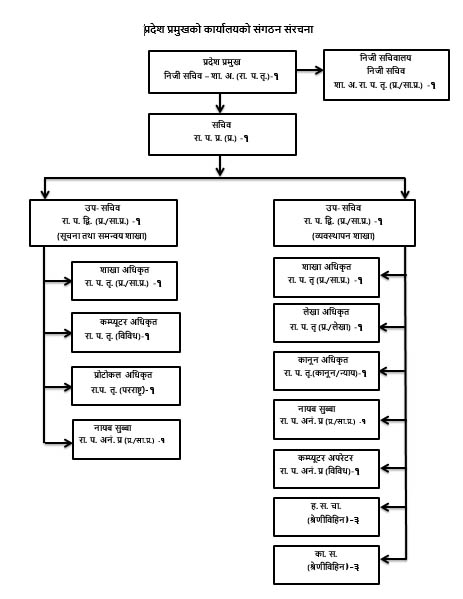 प्रदेश प्रमुखको कार्यालयको संगठन संरचना
प्रदेश प्रमुख
निजी सचिव – शा. अ. (रा. प. तृ.)-१
निजी सचिवालय
निजी सचिव
शा. अ. रा. प. तृ. (प्र./सा.प्र.) -१
सचिव
रा. प. प्र. (प्र.) -१
उप- सचिव
रा. प. द्वि. (प्र./सा.प्र.) -१
(सूचना तथा समन्वय शाखा)
शाखा अधिकृत
रा. प. तृ. (प्र./सा.प्र.) -१
कम्प्यूटर अधिकृत
रा. प. तृ. (विविध)-१
प्रोटोकल अधिकृत
रा.प. तृ. (परराष्ट्र)-१
नायब सुब्बा
रा. प. अनं. प्र (प्र./सा.प्र.) -१
उप- सचिव
रा. प. द्वि. (प्र./सा.प्र.) -१
(व्यवस्थापन शाखा)
शाखा अधिकृत
रा. प. तृ (प्र./सा.प्र.) -१
लेखा अधिकृत
रा. प. तृ (प्र./लेखा) -१
कानून अधिकृत
रा. प. तृ.(कानून/न्याय)-१
नायब सुब्बा
रा. प. अनं. प्र (प्र./सा.प्र.) -१
कम्प्यूटर अपरेटर
रा. प. अनं. प्र (विविध)-१
ह. स. चा.
(श्रेणीविहिन)-३
का. स.
(श्रेणीविहिन)-३